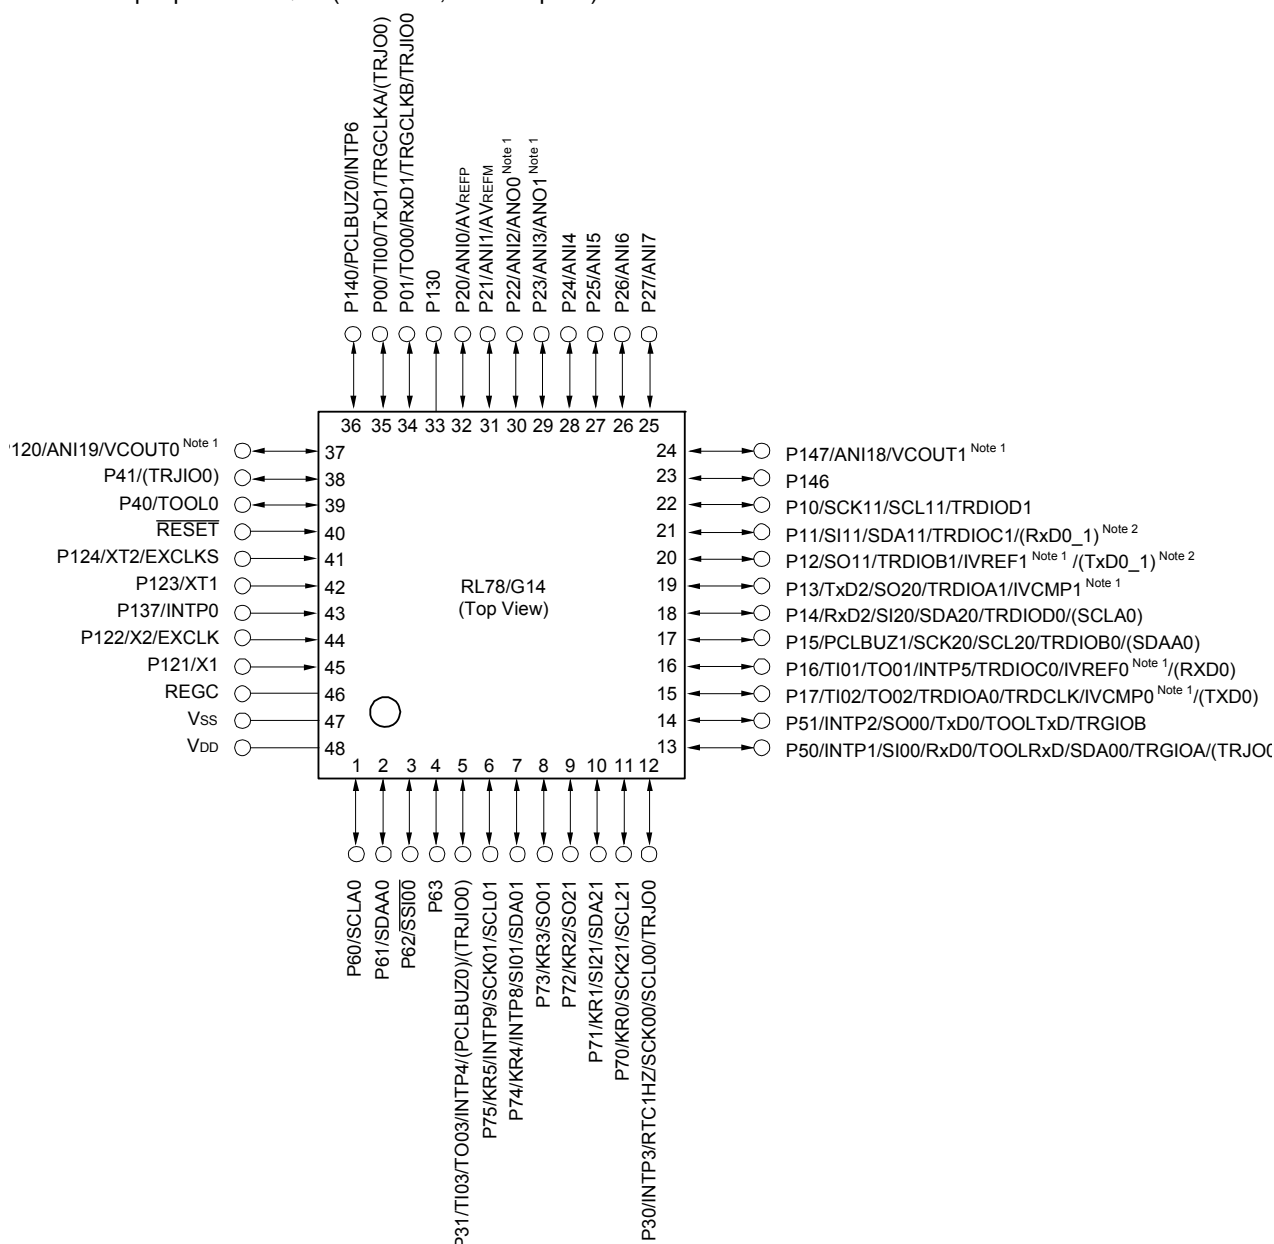 P140/PCLBUZ0/INTP6
P00/TI00/TxD1/TRGCLKA/(TRJO0)
P01/TO00/RxD1/TRGCLKB/TRJIO0
P130
P20/ANI0/AVREFP
P21/ANI1/AVREFM
P22/ANI2/ANO0 Note 1
P23/ANI3/ANO1 Note 1
P24/ANI4
P25/ANI5
P26/ANI6
P27/ANI7
36 35 34 33 32 31 30 29 28 27 26 25
120/ANI19/VCOUT0 Note 1 37
P41/(TRJIO0) 38
P40/TOOL0 39
RESET 40
P124/XT2/EXCLKS 41
P123/XT1 42
P137/INTP0 43
P122/X2/EXCLK 44
P121/X1 45
REGC 46
VSS 47
VDD 48
RL78/G14
(Top View)
24 P147/ANI18/VCOUT1 Note 1
23 P146
22 P10/SCK11/SCL11/TRDIOD1
21 P11/SI11/SDA11/TRDIOC1/(RxD0_1) Note 2
20 P12/SO11/TRDIOB1/IVREF1 Note 1 /(TxD0_1) Note 2
19 P13/TxD2/SO20/TRDIOA1/IVCMP1 Note 1
18 P14/RxD2/SI20/SDA20/TRDIOD0/(SCLA0)
17 P15/PCLBUZ1/SCK20/SCL20/TRDIOB0/(SDAA0)
16 P16/TI01/TO01/INTP5/TRDIOC0/IVREF0 Note 1/(RXD0)
15 P17/TI02/TO02/TRDIOA0/TRDCLK/IVCMP0 Note 1/(TXD0)
14 P51/INTP2/SO00/TxD0/TOOLTxD/TRGIOB
13 P50/INTP1/SI00/RxD0/TOOLRxD/SDA00/TRGIOA/(TRJO0
1 2 3 4 5 6 7 8 9 10 11 12
P60/SCLA0
P61/SDAA0
P62/SSI00
P63
P31/TI03/TO03/INTP4/(PCLBUZ0)/(TRJIO0)
P75/KR5/INTP9/SCK01/SCL01
P74/KR4/INTP8/SI01/SDA01
P73/KR3/SO01
P72/KR2/SO21
P71/KR1/SI21/SDA21
P70/KR0/SCK21/SCL21
P30/INTP3/RTC1HZ/SCK00/SCL00/TRJO0